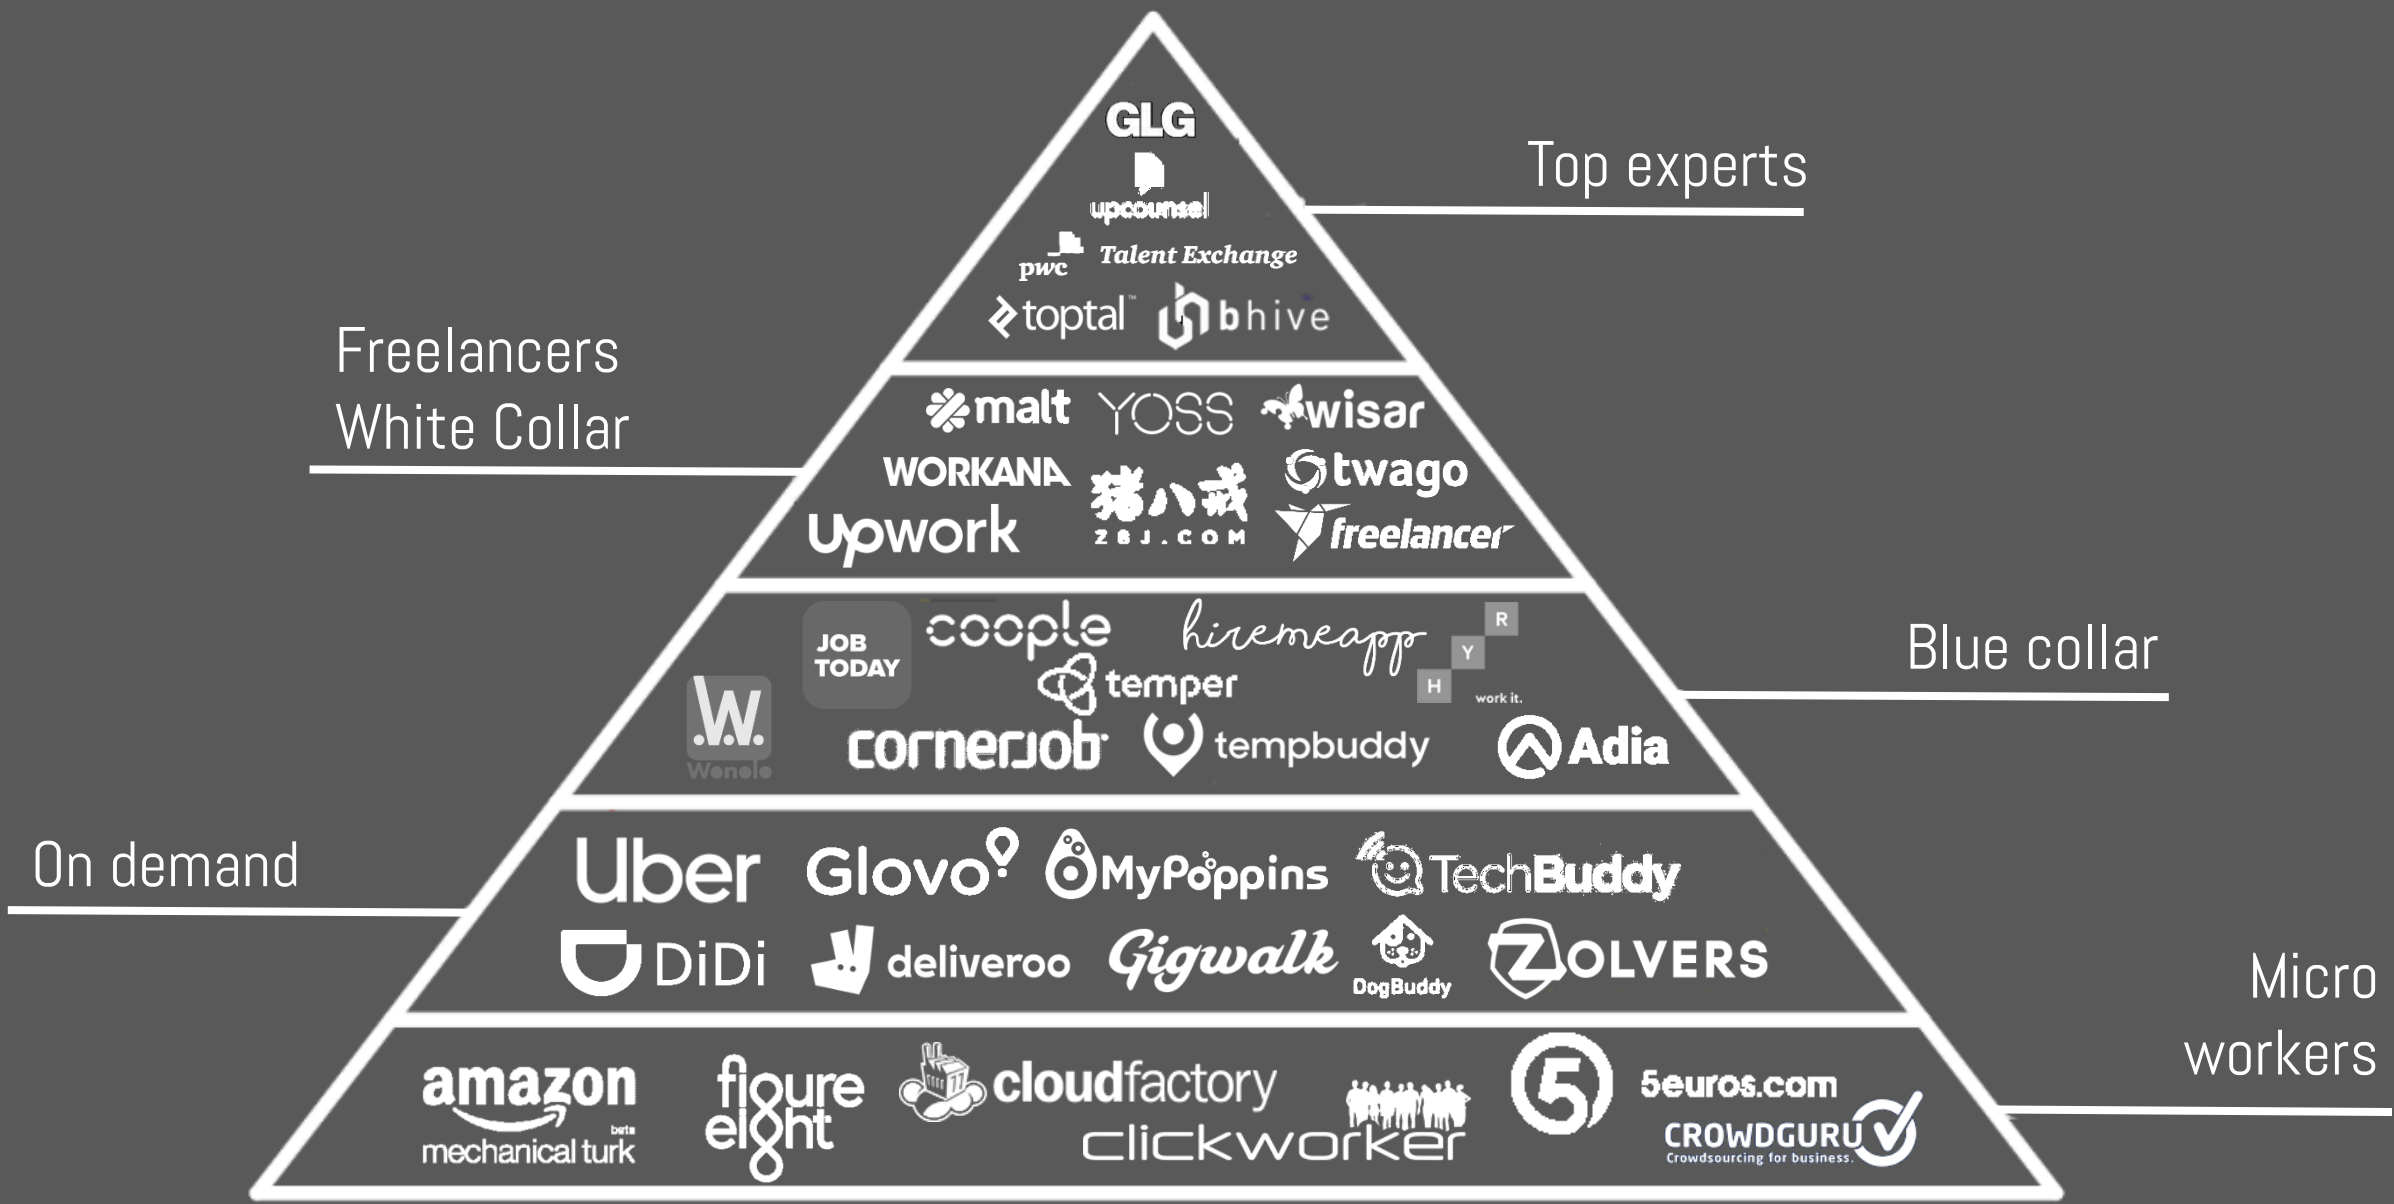 GLG
upcounsel
Top experts
pwc Talent Exchange
toptal™ bhive
Freelancers
White Collar
malt YOSS wisar
WORKANA 猪八戒 twago
ZBJ.COM
upwork freelancer
JOB
TODAY
coople hiremeapp
H Y R
work it.
Blue collar
temper
W.
Wonolo
cornerjob tempbuddy Adia
On demand
Uber Glovo MyPoppins TechBuddy
DiDi deliveroo Gigwalk DogBuddy ZOLVERS
Micro
workers
amazon
beta
mechanical turk
figure
eight
cloudfactory
clickworker
5 5euros.com
CROWDGURU
Crowdsourcing for business.